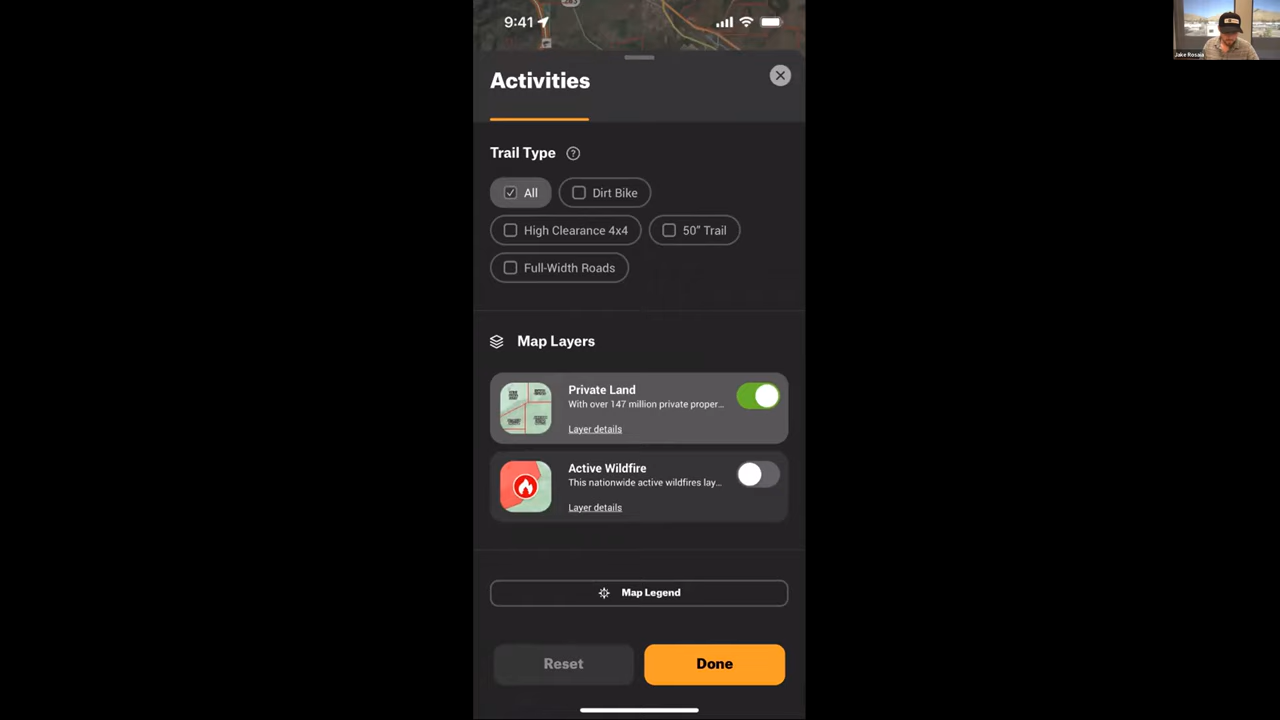 9:41
Jake Rosaia
Activities
Trail Type ?
All
Dirt Bike
High Clearance 4x4
50" Trail
Full-Width Roads
Map Layers
Private Land
With over 147 million private proper...
Layer details
Active Wildfire
This nationwide active wildfires lay...
Layer details
Map Legend
Reset
Done